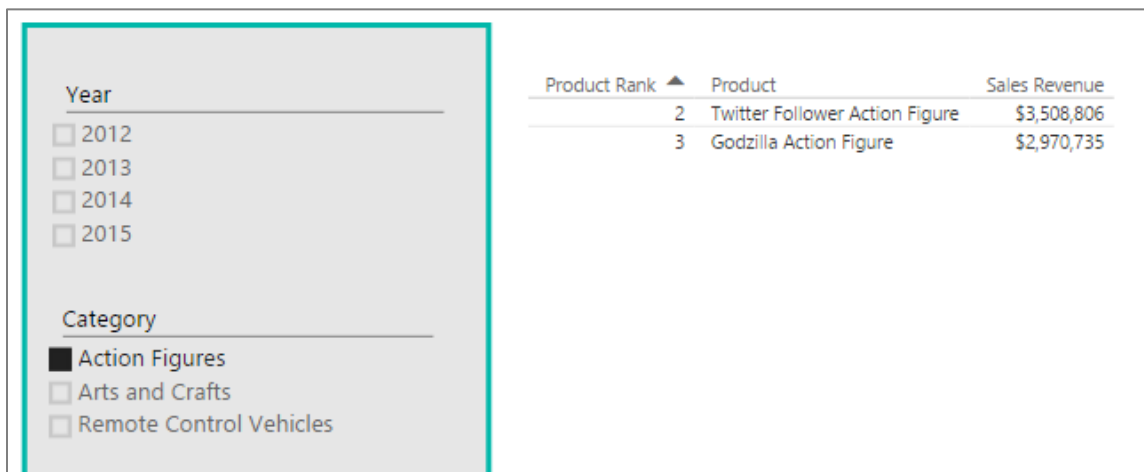 Year
2012
2013
2014
2015
Category
Action Figures
Arts and Crafts
Remote Control Vehicles
Product Rank Product Sales Revenue
2 Twitter Follower Action Figure $3,508,806
3 Godzilla Action Figure $2,970,735